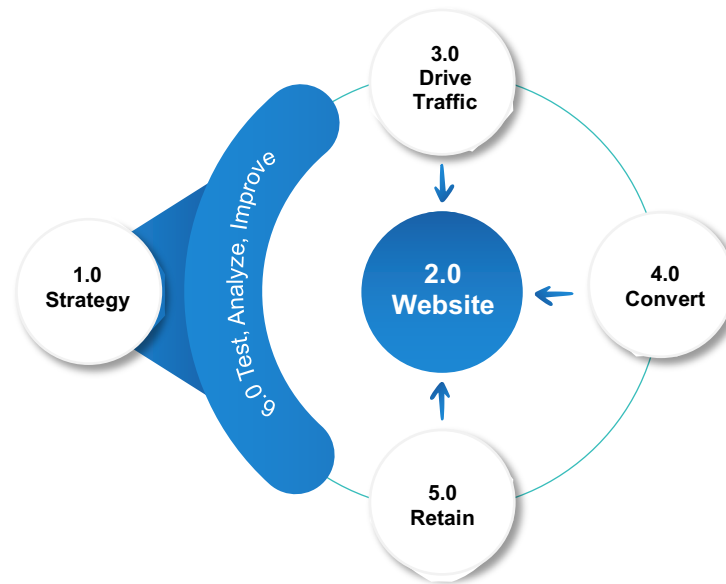 1.0
Strategy
2.0
Website
3.0
Drive
Traffic
4.0
Convert
5.0
Retain
6.0 Test, Analyze, Improve